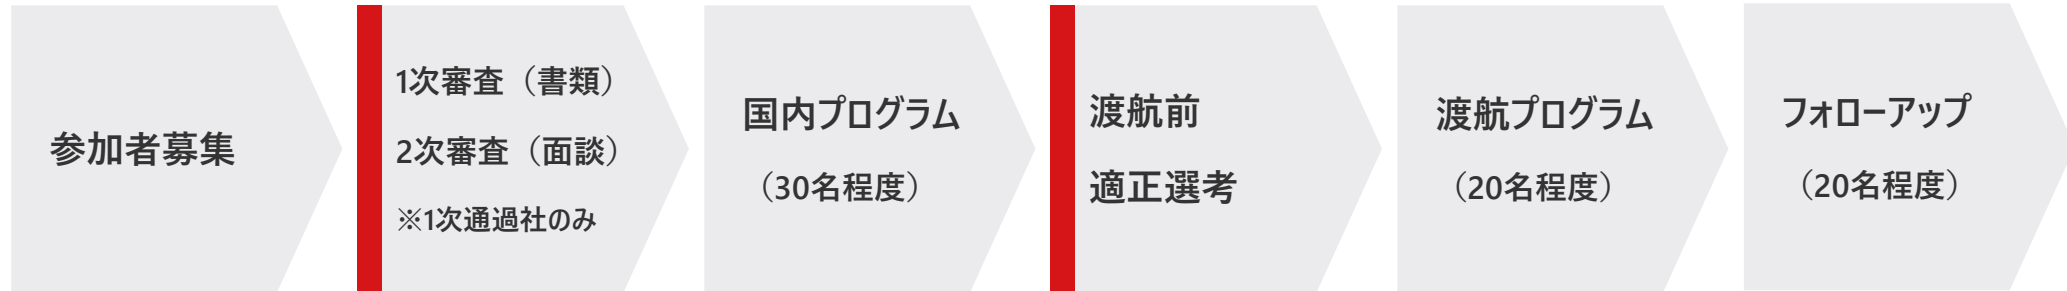 参加者募集
1次審査（書類）
2次審査（面談）
※1次通過社のみ
国内プログラム
（30名程度）
渡航前
適正選考
渡航プログラム
（20名程度）
フォローアップ
（20名程度）